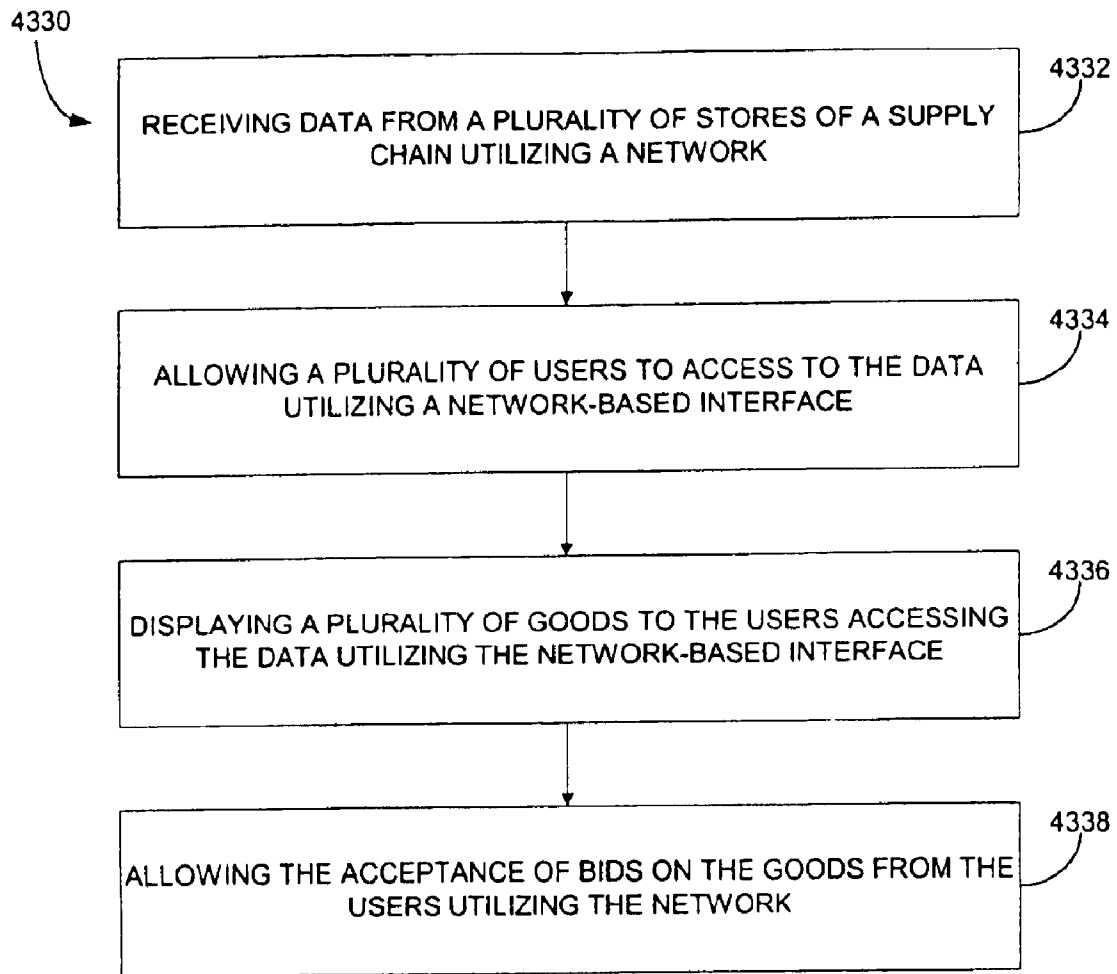 4330
4332
RECEIVING DATA FROM A PLURALITY OF STORES OF A SUPPLY
CHAIN UTILIZING A NETWORK
4334
ALLOWING A PLURALITY OF USERS TO ACCESS TO THE DATA
UTILIZING A NETWORK-BASED INTERFACE
4336
DISPLAYING A PLURALITY OF GOODS TO THE USERS ACCESSING
THE DATA UTILIZING THE NETWORK-BASED INTERFACE
4338
ALLOWING THE ACCEPTANCE OF BIDS ON THE GOODS FROM THE
USERS UTILIZING THE NETWORK